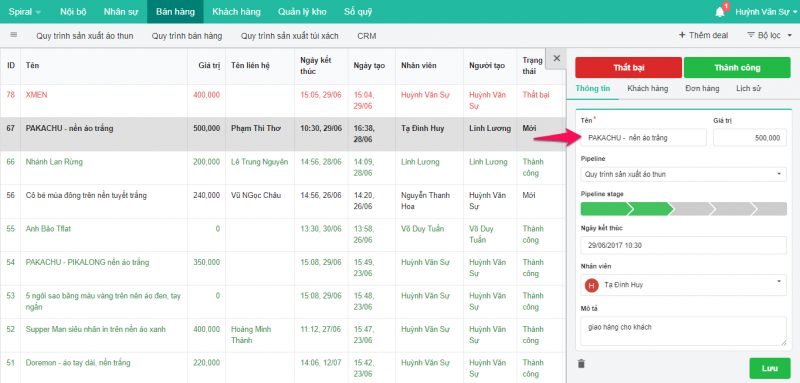 Spiral Nội bộ Nhân sự Bán hàng Khách hàng Quản lý kho Sổ quỹ 1 Huỳnh Văn Sự
Quy trình sản xuất áo thun Quy trình bán hàng Quy trình sản xuất túi xách CRM + Thêm deal Bộ lọc
ID Tên Giá trị Tên liên hệ Ngày kết thúc Ngày tạo Nhân viên Người tạo Trạng thái
78 XMEN 400,000 15:05, 29/06 15:04, 29/06 Huỳnh Văn Sự Huỳnh Văn Sự Thất bại
67 PAKACHU - nền áo trắng 500,000 Phạm Thi Thơ 10:30, 29/06 16:38, 28/06 Tạ Đình Huy Linh Lương Mới
66 Nhánh Lan Rừng 200,000 Lê Trung Nguyên 14:56, 28/06 14:09, 28/06 Linh Lương Linh Lương Thành công
56 Cô bé mùa đông trên nền tuyết trắng 240,000 Vũ NGọc Châu 14:56, 26/06 14:20, 26/06 Nguyễn Thanh Hoa Huỳnh Văn Sự Mới
55 Anh Bảo Tflat 0 13:30, 30/06 13:58, 26/06 Võ Duy Tuấn Võ Duy Tuấn Thành công
54 PAKACHU - PIKALONG nền áo trắng 350,000 15:08, 29/06 15:49, 23/06 Huỳnh Văn Sự Huỳnh Văn Sự Thành công
53 5 ngôi sao băng màu vàng trên nền áo đen, tay ngắn 0 15:08, 29/06 15:48, 23/06 Huỳnh Văn Sự Huỳnh Văn Sự Thành công
52 Supper Man siêu nhân in trên nền áo xanh 400,000 Hoàng Minh Thành 11:12, 27/06 15:47, 23/06 Huỳnh Văn Sự Huỳnh Văn Sự Thành công
51 Doremon - áo tay dài, nền trắng 220,000 14:06, 12/07 15:42, 23/06 Huỳnh Văn Sự Huỳnh Văn Sự Thành công
Thất bại Thành công
Thông tin Khách hàng Đơn hàng Lịch sử
Tên * Giá trị
PAKACHU - nền áo trắng 500,000
Pipeline
Quy trình sản xuất áo thun
Pipeline stage
Ngày kết thúc
29/06/2017 10:30
Nhân viên
H Tạ Đình Huy
Mô tả
giao hàng cho khách
Lưu